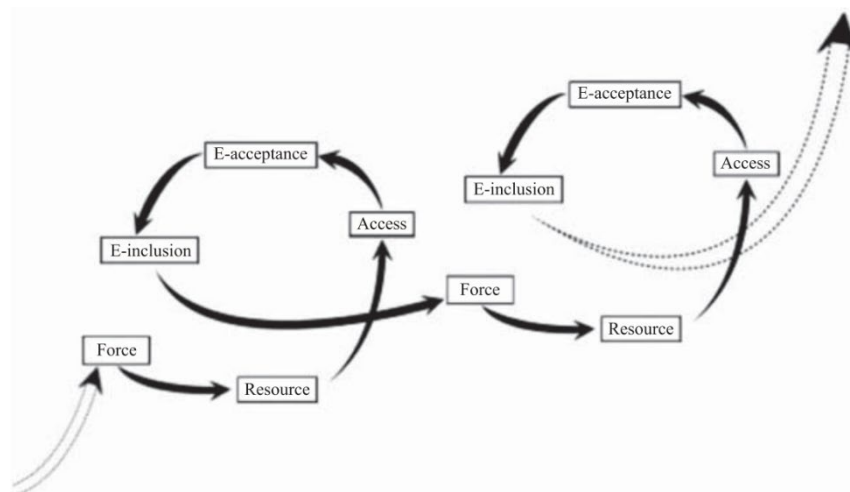 E-acceptance
Access
E-inclusion
E-acceptance
Access
E-inclusion
Force
Resource
Force
Resource